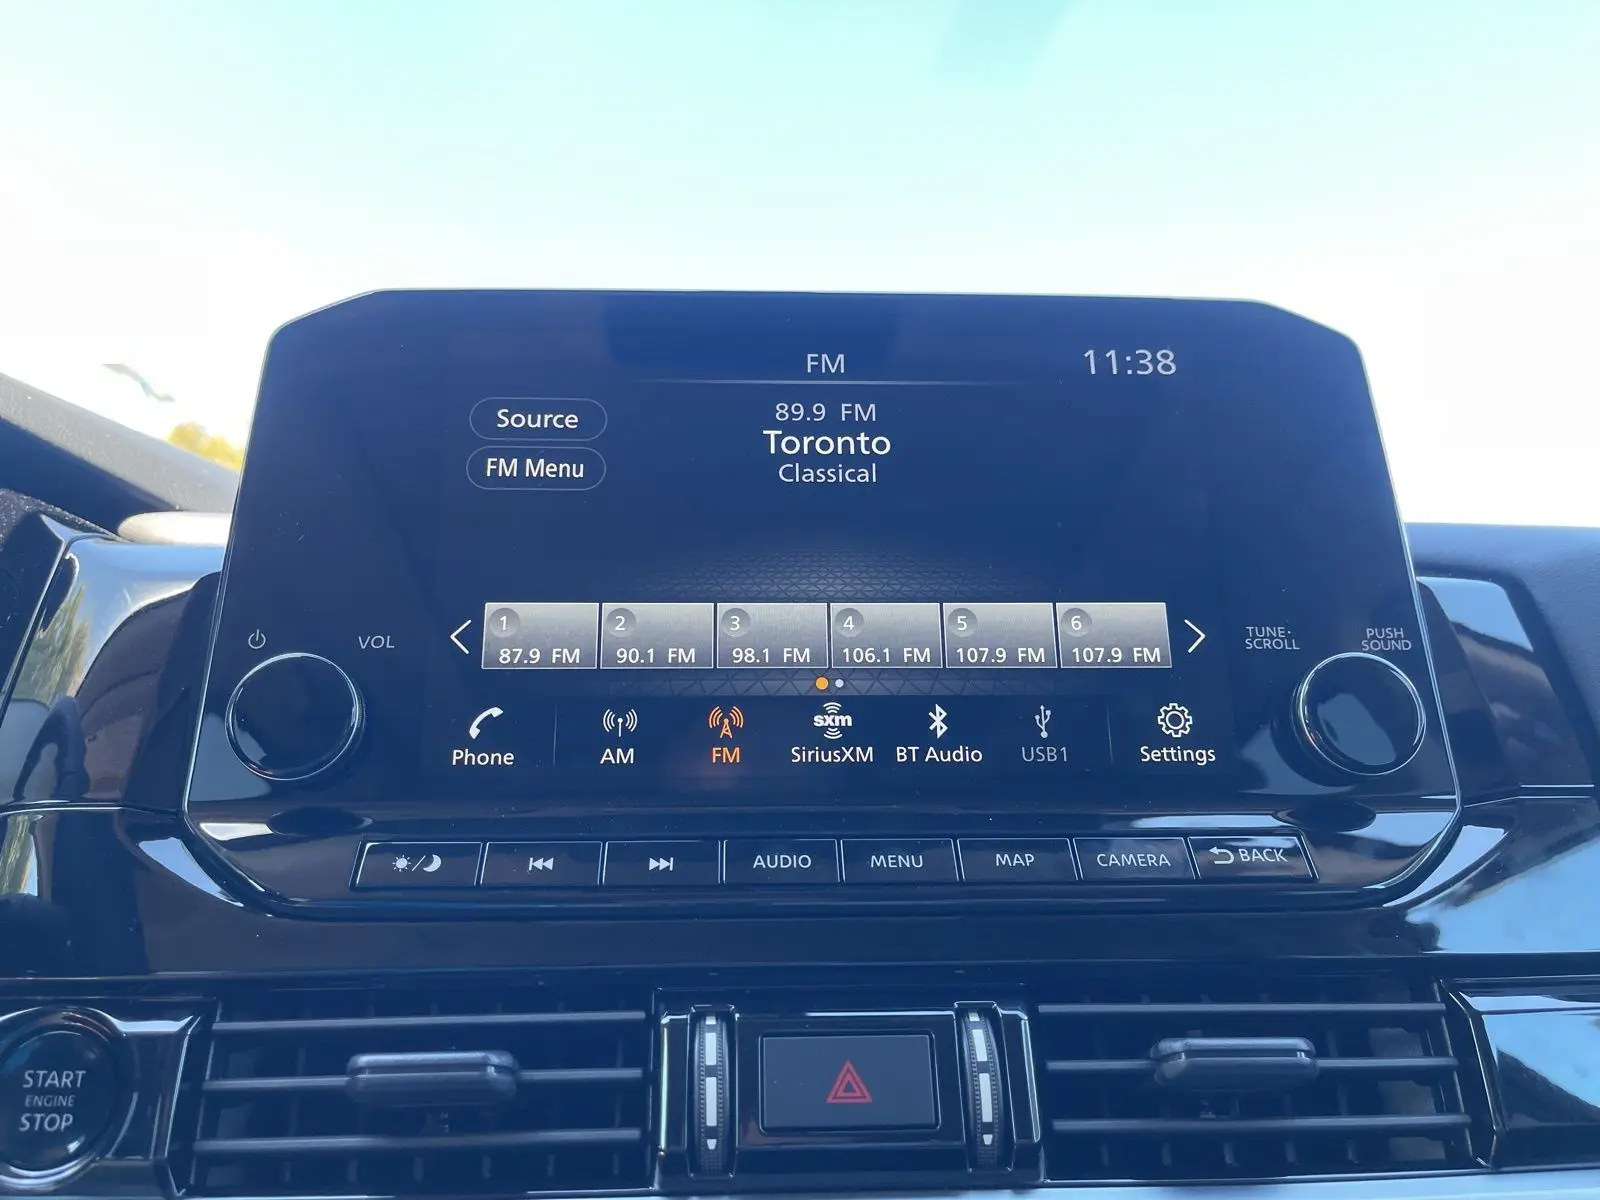 FM
11:38
Source
FM Menu
89.9 FM
Toronto
Classical
1
87.9 FM
2
90.1 FM
3
98.1 FM
4
106.1 FM
5
107.9 FM
6
107.9 FM
VOL
TUNE·
SCROLL
PUSH
SOUND
Phone
AM
FM
sxm
SiriusXM
BT Audio
USB1
Settings
AUDIO
MENU
MAP
CAMERA
BACK
START
ENGINE
STOP